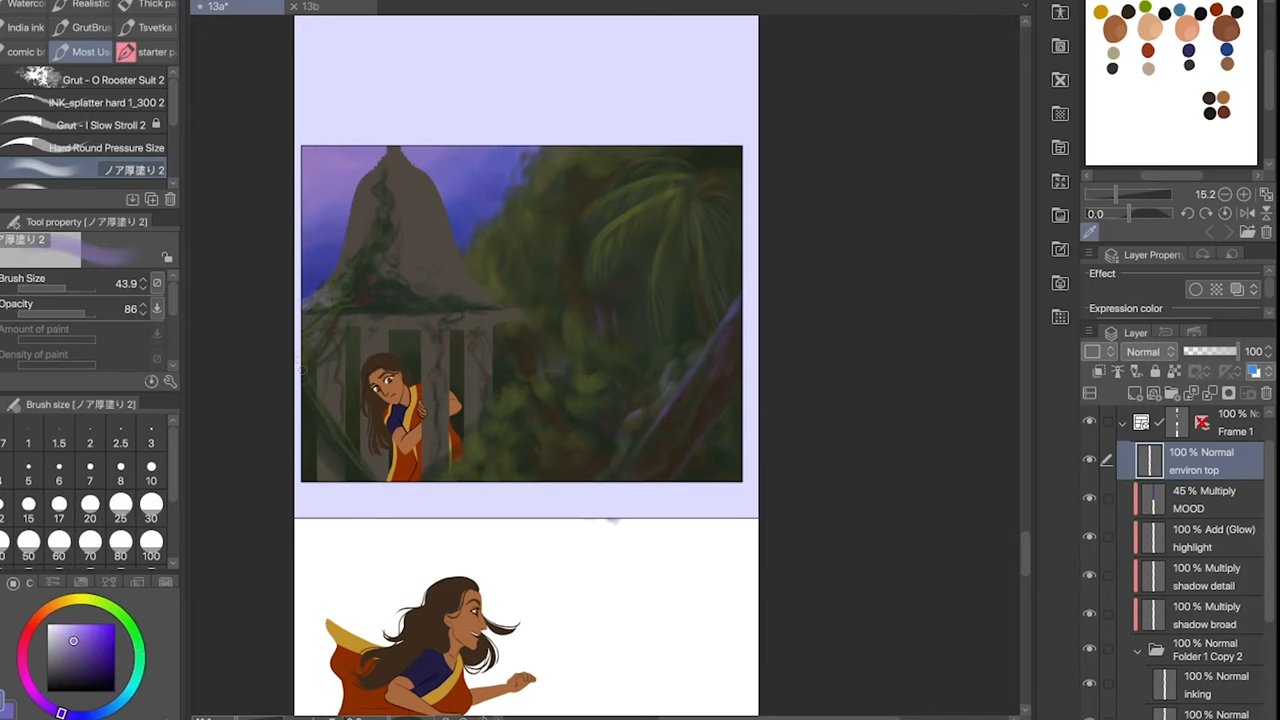 13a*
13b
Waterco
Realistic
Thick pa
India ink
GrutBrus
Tsvetka
comic br
Most Us
starter p
Grut - O Rooster Suit 2
INK_splatter hard 1_300 2
Grut - I Slow Stroll 2
Hard Round Pressure Size
ノア厚塗り 2
Tool property [ノア厚塗り 2]
ア厚塗り 2
Brush Size
43.9
Opacity
86
Amount of paint
Density of paint
Brush size [ノア厚塗り 2]
7 1 1.5 2 2.5 3
5 6 7 8 10
2 15 17 20 25 30
0 50 60 70 80 100
C
15.2
0.0
Layer Propert
Effect
Expression color
Layer
Normal
100
100 % No
Frame 1
100 % Normal
environ top
45 % Multiply
MOOD
100 % Add (Glow)
highlight
100 % Multiply
shadow detail
100 % Multiply
shadow broad
100 % Normal
Folder 1 Copy 2
100 % Normal
inking
100 % Normal